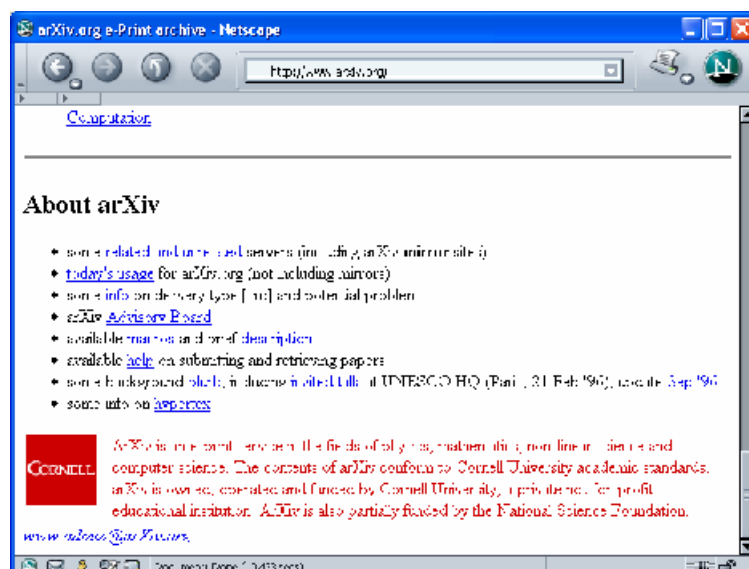 arXiv.org e-Print archive - Netscape
http://www.arxiv.org/
Computation
About arXiv
some related and unrelated servers (including arXiv mirror sites)
today's usage for arXiv.org (not including mirrors)
some info on delivery type [] and potential problem
arXiv Advisory Board
available macros and brief description
available help on submitting and retrieving papers
some background blurb, including invited talk at UNESCO HQ (Paris, 21 Feb '96), update Sep '96
some info on hypertex
CORNELL
ArXiv is an e-print service in the fields of physics, mathematics, non-linear science and
computer science. The contents of arXiv conform to Cornell University academic standards.
arXiv is owned, operated and funded by Cornell University, a private not-for-profit
educational institution. ArXiv is also partially funded by the National Science Foundation.
Document: Done